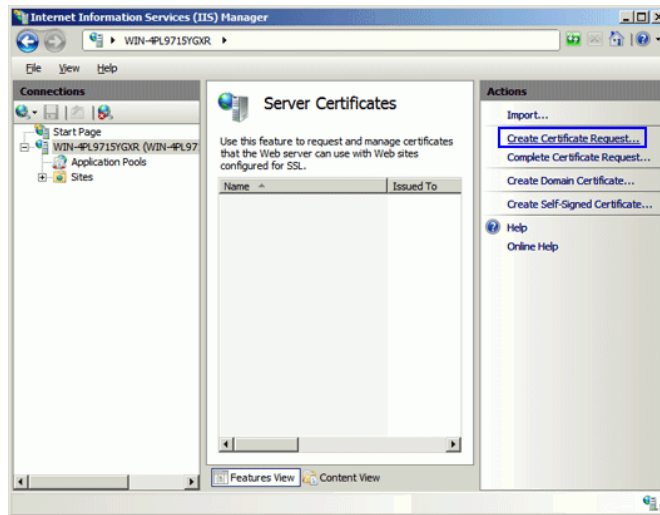 Internet Information Services (IIS) Manager
WIN-4PL9715YGXR
File View Help
Connections
Start Page
WIN-4PL9715YGXR (WIN-4PL97
Application Pools
Sites
Server Certificates
Use this feature to request and manage certificates
that the Web server can use with Web sites
configured for SSL.
Name Issued To
Features View Content View
Actions
Import...
Create Certificate Request...
Complete Certificate Request...
Create Domain Certificate...
Create Self-Signed Certificate...
Help
Online Help